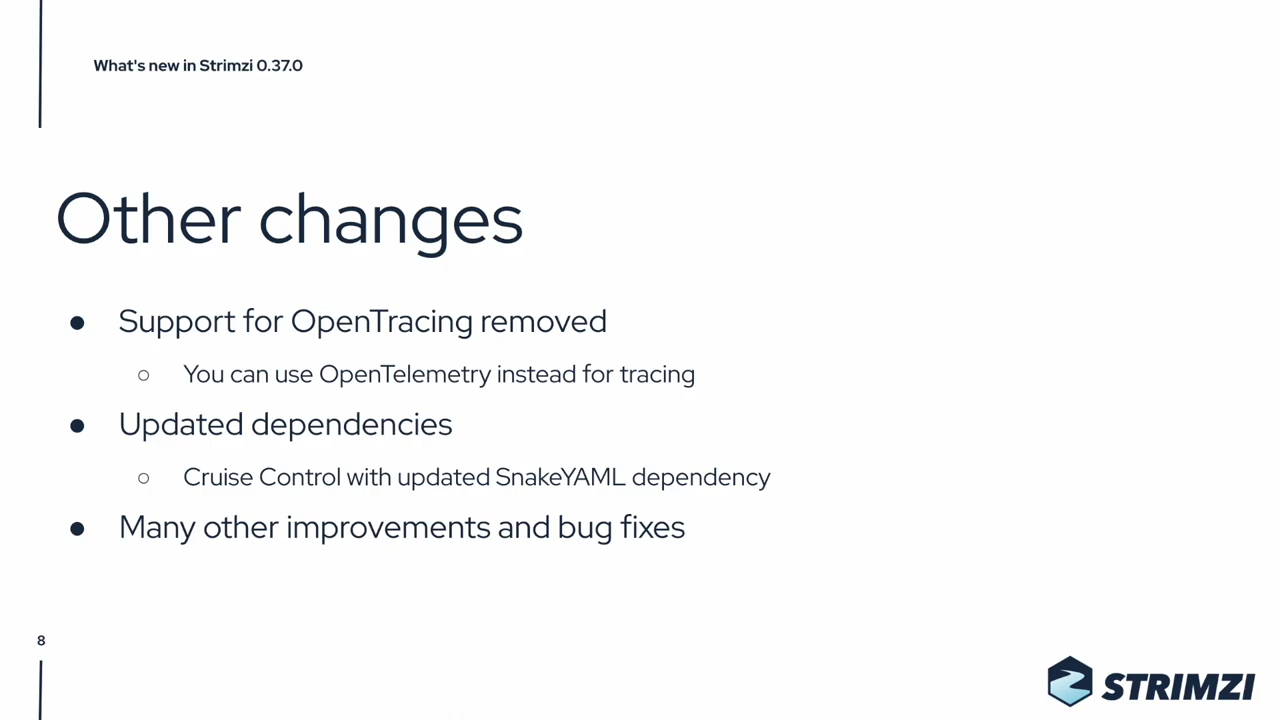 What's new in Strimzi 0.37.0
Other changes
● Support for OpenTracing removed
○ You can use OpenTelemetry instead for tracing
● Updated dependencies
○ Cruise Control with updated SnakeYAML dependency
● Many other improvements and bug fixes
8
STRIMZI